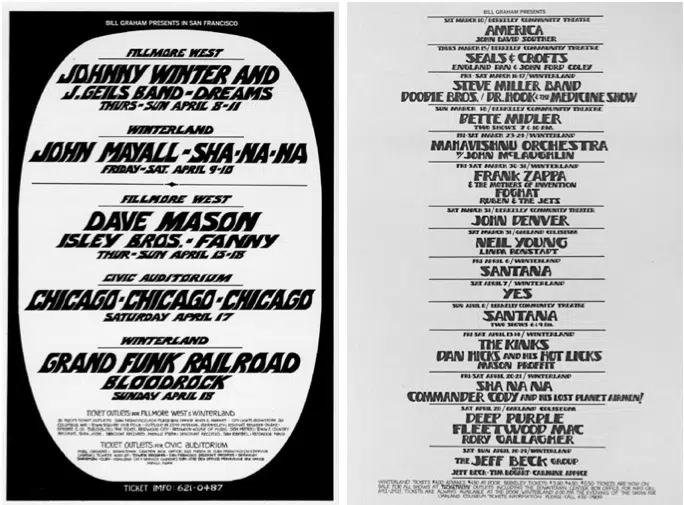 BILL GRAHAM PRESENTS IN SAN FRANCISCO
FILLMORE WEST
JOHNNY WINTER AND
J. GEILS BAND - DREAMS
THURS - SUN APRIL 8-11
WINTERLAND
JOHN MAYALL - SHA-NA-NA
FRIDAY-SAT. APRIL 9-10
FILLMORE WEST
DAVE MASON
ISLEY BROS. - FANNY
THUR - SUN APRIL 15-18
CIVIC AUDITORIUM
CHICAGO - CHICAGO - CHICAGO
SATURDAY APRIL 17
WINTERLAND
GRAND FUNK RAILROAD
BLOODROCK
SUNDAY APRIL 18
TICKET OUTLETS FOR FILLMORE WEST & WINTERLAND
TICKET OUTLETS FOR CIVIC AUDITORIUM
TICKET INFO: 621-0487
BILL GRAHAM PRESENTS
SAT MARCH 10 / BERKELEY COMMUNITY THEATRE
AMERICA
JOHN DAVID SOUTHER
THURS MARCH 15 / BERKELEY COMMUNITY THEATRE
SEALS & CROFTS
ENGLAND DAN & JOHN FORD COLEY
FRI-SAT MARCH 16-17 / WINTERLAND
STEVE MILLER BAND
DOOBIE BROS. / DR. HOOK & THE MEDICINE SHOW
SUN MARCH 18 / BERKELEY COMMUNITY THEATRE
BETTE MIDLER
TWO SHOWS 7 & 10 P.M.
FRI-SAT MARCH 23-24 / WINTERLAND
MAHAVISHNU ORCHESTRA
W/ JOHN McLAUGHLIN
FRI-SAT MARCH 30-31 / WINTERLAND
FRANK ZAPPA
& THE MOTHERS OF INVENTION
FOGHAT
RUBEN & THE JETS
SAT MARCH 31 / BERKELEY COMMUNITY THEATER
JOHN DENVER
SAT MARCH 31 / OAKLAND COLISEUM
NEIL YOUNG
LINDA RONSTADT
FRI APRIL 6 / WINTERLAND
SANTANA
SAT APRIL 7 / WINTERLAND
YES
SUN APRIL 8 / BERKELEY COMMUNITY THEATRE
SANTANA
TWO SHOWS
FRI-SAT APRIL 13-14 / WINTERLAND
THE KINKS
DAN HICKS AND HIS HOT LICKS
MASON PROFFIT
FRI-SAT APRIL 20-21 / WINTERLAND
SHA NA NA
COMMANDER CODY AND HIS LOST PLANET AIRMEN!
SAT APRIL / OAKLAND COLISEUM
DEEP PURPLE
FLEETWOOD MAC
RORY GALLAGHER
SAT-SUN APRIL 28-29 / WINTERLAND
THE JEFF BECK GROUP
JEFF BECK - TIM BOGERT - CARMINE APPICE